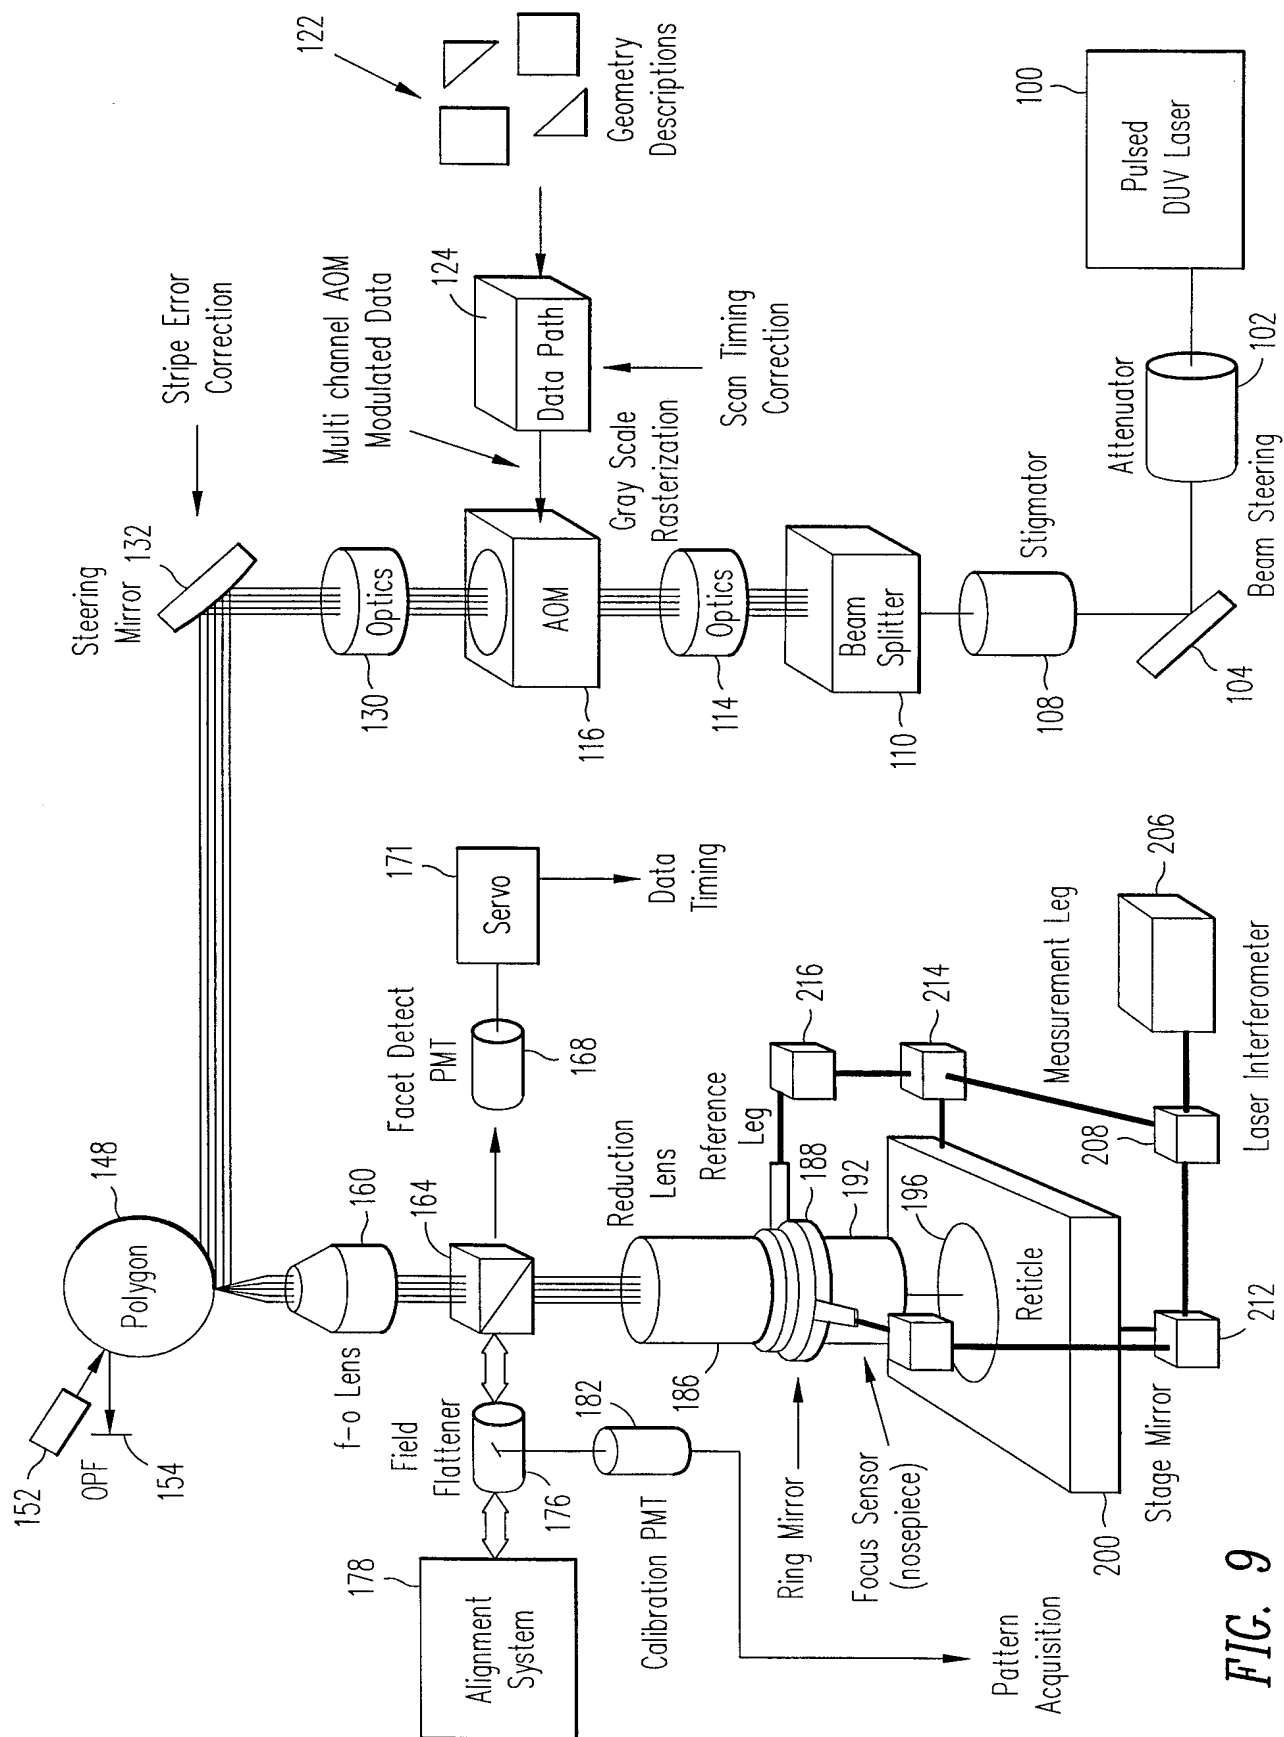 122
Geometry
Descriptions
100
Pulsed
DUV Laser
Stripe Error
Correction
Multi channel AOM
Modulated Data
124
Data Path
Scan Timing
Correction
Attenuator
102
Beam Steering
Steering
Mirror
132
Optics
130
AOM
116
Gray Scale
Rasterization
Optics
114
Beam
Splitter
110
Stigmator
108
104
171
Servo
Data
Timing
206
Measurement Leg
Laser Interferometer
Facet Detect
PMT
168
216
214
208
148
Polygon
160
164
Reduction
Lens
Reference
Leg
188
192
196
Reticle
212
152
OPF
154
f-o Lens
Field
Flattener
176
182
186
Calibration PMT
Ring Mirror
Focus Sensor
(nosepiece)
200
Stage Mirror
178
Alignment
System
Pattern
Acquisition
FIG. 9